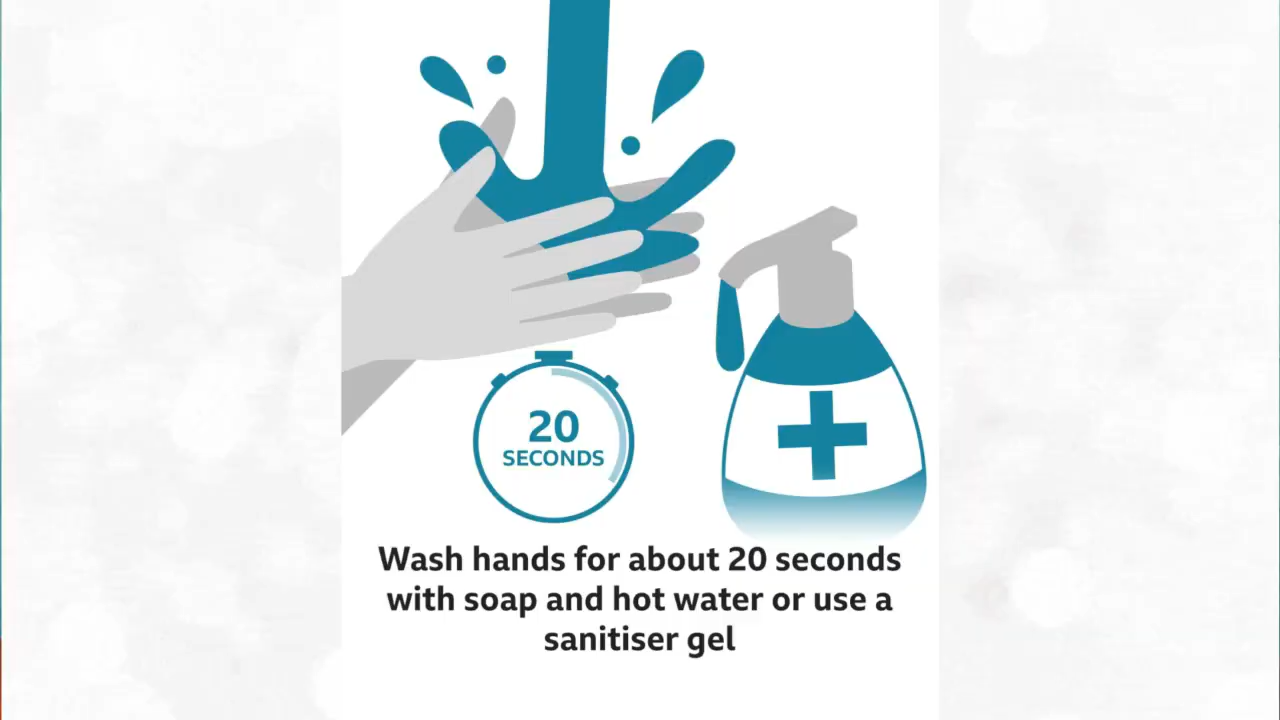 20
SECONDS
Wash hands for about 20 seconds
with soap and hot water or use a
sanitiser gel